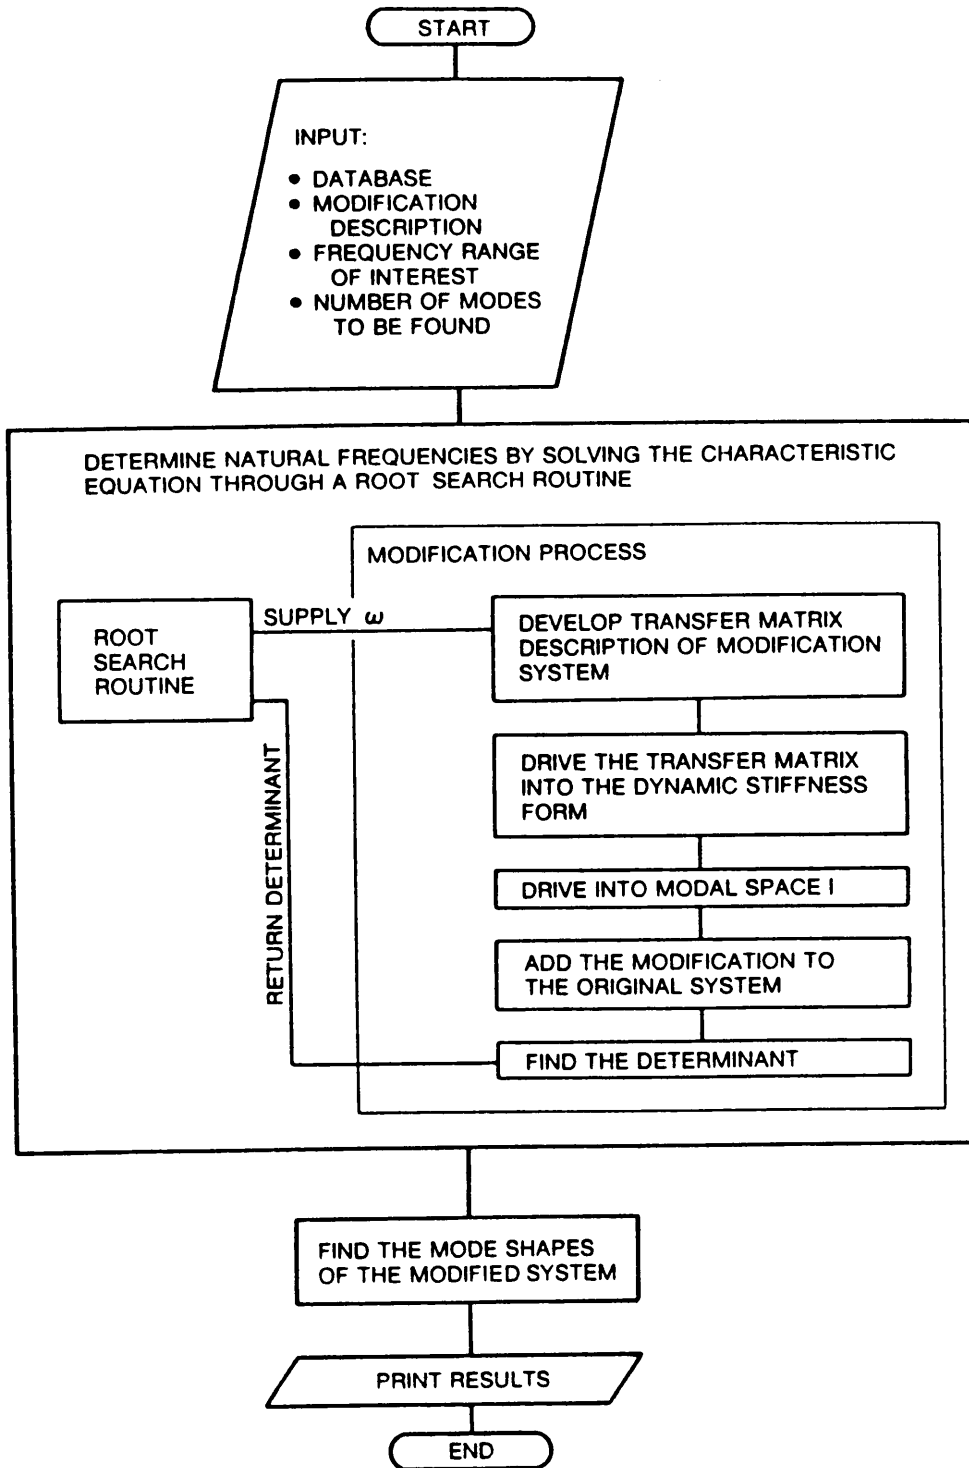 START
INPUT:
• DATABASE
• MODIFICATION
DESCRIPTION
• FREQUENCY RANGE
OF INTEREST
• NUMBER OF MODES
TO BE FOUND
DETERMINE NATURAL FREQUENCIES BY SOLVING THE CHARACTERISTIC
EQUATION THROUGH A ROOT SEARCH ROUTINE
MODIFICATION PROCESS
ROOT
SEARCH
ROUTINE
SUPPLY ω
DEVELOP TRANSFER MATRIX
DESCRIPTION OF MODIFICATION
SYSTEM
DRIVE THE TRANSFER MATRIX
INTO THE DYNAMIC STIFFNESS
FORM
DRIVE INTO MODAL SPACE I
ADD THE MODIFICATION TO
THE ORIGINAL SYSTEM
FIND THE DETERMINANT
RETURN DETERMINANT
FIND THE MODE SHAPES
OF THE MODIFIED SYSTEM
PRINT RESULTS
END